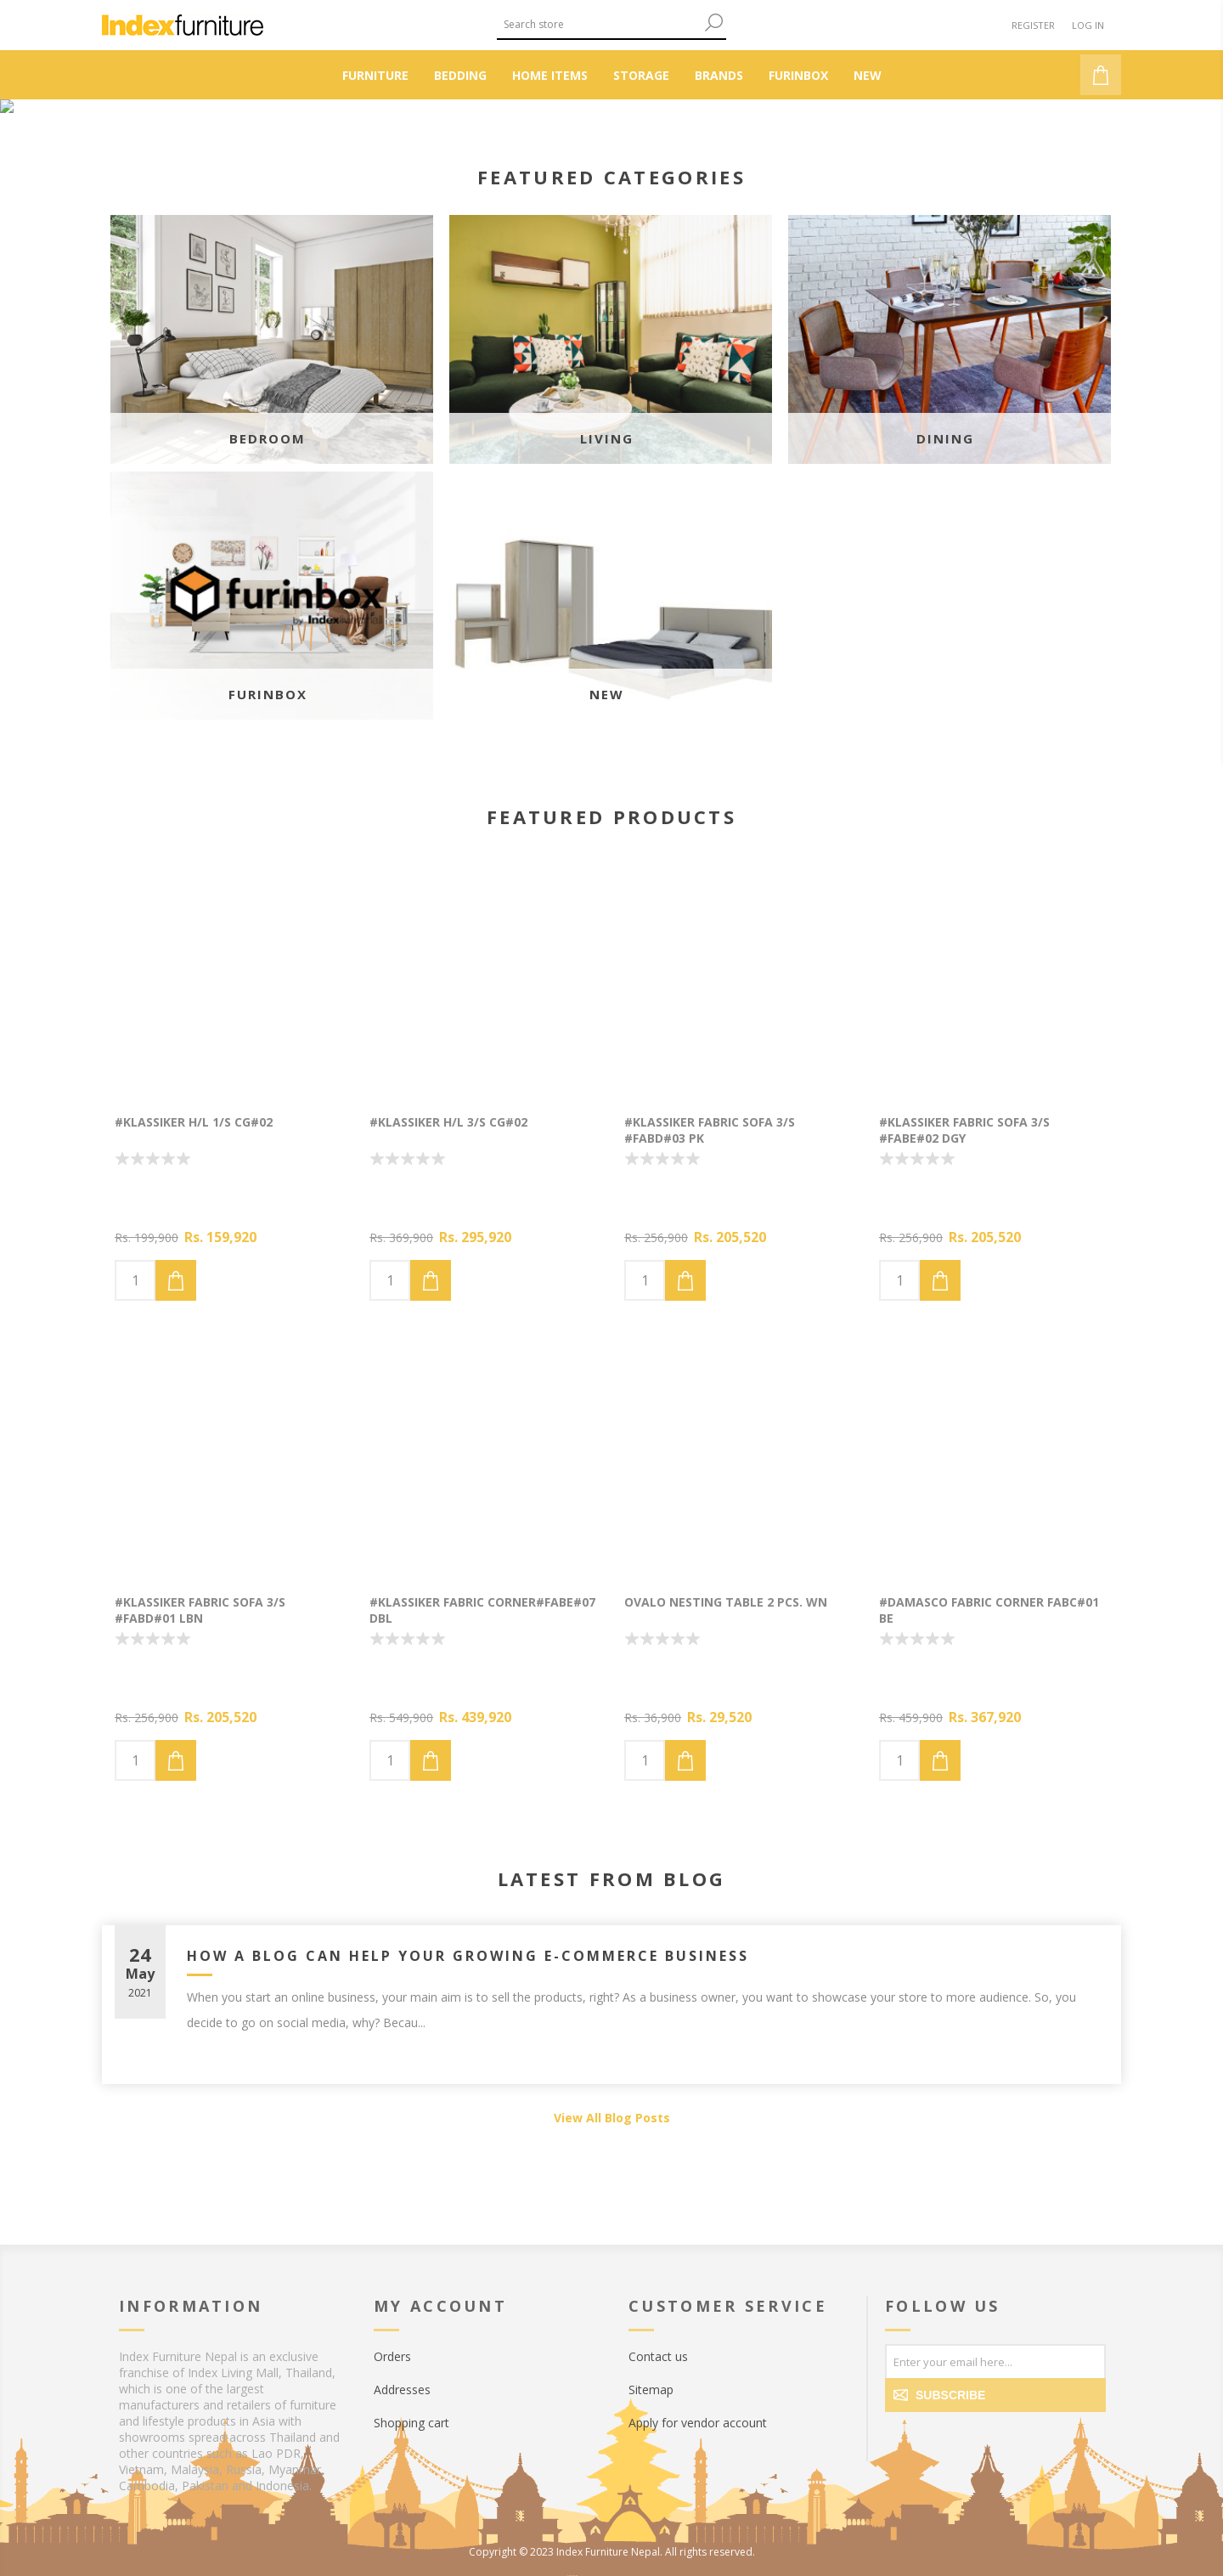 Indexfurniture
Search store
REGISTER
LOG IN
FURNITURE
BEDDING
HOME ITEMS
STORAGE
BRANDS
FURINBOX
NEW
FEATURED CATEGORIES
BEDROOM
LIVING
DINING
furinbox
by Index
FURINBOX
NEW
FEATURED PRODUCTS
#KLASSIKER H/L 1/S CG#02
Rs. 199,900 Rs. 159,920
1
#KLASSIKER H/L 3/S CG#02
Rs. 369,900 Rs. 295,920
1
#KLASSIKER FABRIC SOFA 3/S
#FABD#03 PK
Rs. 256,900 Rs. 205,520
1
#KLASSIKER FABRIC SOFA 3/S
#FABE#02 DGY
Rs. 256,900 Rs. 205,520
1
#KLASSIKER FABRIC SOFA 3/S
#FABD#01 LBN
Rs. 256,900 Rs. 205,520
1
#KLASSIKER FABRIC CORNER#FABE#07
DBL
Rs. 549,900 Rs. 439,920
1
OVALO NESTING TABLE 2 PCS. WN
Rs. 36,900 Rs. 29,520
1
#DAMASCO FABRIC CORNER FABC#01
BE
Rs. 459,900 Rs. 367,920
1
LATEST FROM BLOG
24
May
2021
HOW A BLOG CAN HELP YOUR GROWING E-COMMERCE BUSINESS
When you start an online business, your main aim is to sell the products, right? As a business owner, you want to showcase your store to more audience. So, you
decide to go on social media, why? Becau...
View All Blog Posts
INFORMATION
Index Furniture Nepal is an exclusive
franchise of Index Living Mall, Thailand,
which is one of the largest
manufacturers and retailers of furniture
and lifestyle products in Asia with
showrooms spread across Thailand and
other countries such as Lao PDR,
Vietnam, Malaysia, Russia, Myanmar,
Cambodia, Pakistan and Indonesia.
MY ACCOUNT
Orders
Addresses
Shopping cart
CUSTOMER SERVICE
Contact us
Sitemap
Apply for vendor account
FOLLOW US
Enter your email here...
SUBSCRIBE
Copyright © 2023 Index Furniture Nepal. All rights reserved.